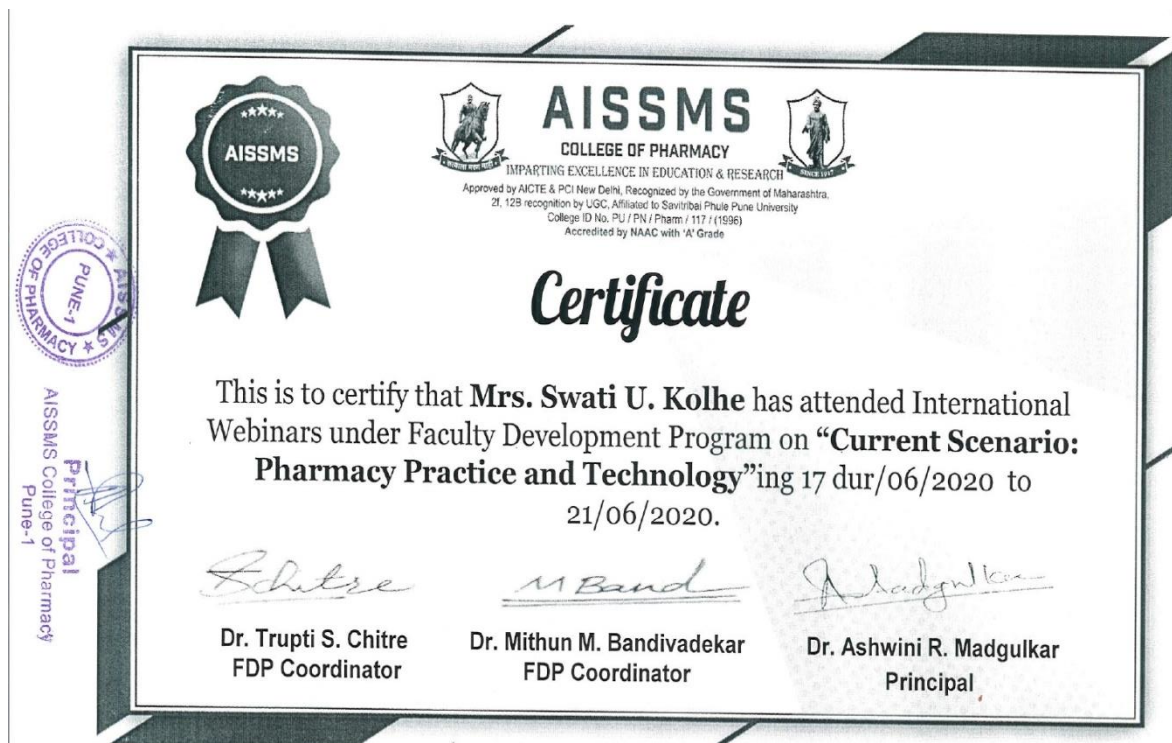 AISSMS
AISSMS
COLLEGE OF PHARMACY
IMPARTING EXCELLENCE IN EDUCATION & RESEARCH
SINCE 1917
Approved by AICTE & PCI New Delhi, Recognized by the Government of Maharashtra,
2f, 12B recognition by UGC, Affiliated to Savitribai Phule Pune University
College ID No. PU / PN / Pharm / 117 / (1996)
Accredited by NAAC with 'A' Grade
Certificate
This is to certify that Mrs. Swati U. Kolhe has attended International
Webinars under Faculty Development Program on “Current Scenario:
Pharmacy Practice and Technology”ing 17 dur/06/2020 to
21/06/2020.
SChitre
M Band
AMadgulkar
Dr. Trupti S. Chitre
FDP Coordinator
Dr. Mithun M. Bandivadekar
FDP Coordinator
Dr. Ashwini R. Madgulkar
Principal
AISSMS
COLLEGE OF PHARMACY
PUNE-1
Principal
AISSMS College of Pharmacy
Pune-1